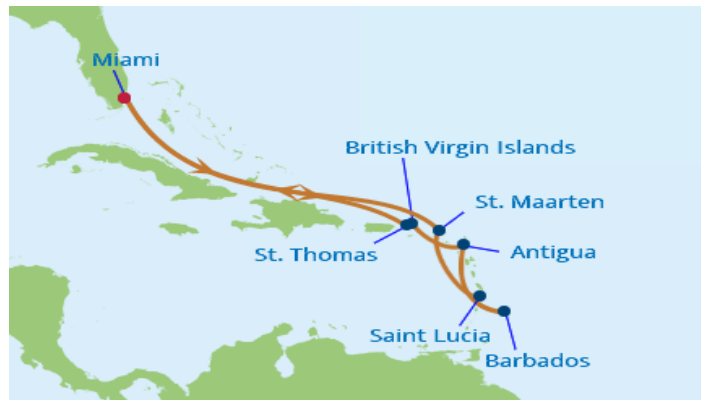 Miami
British Virgin Islands
St. Maarten
St. Thomas
Antigua
Saint Lucia
Barbados